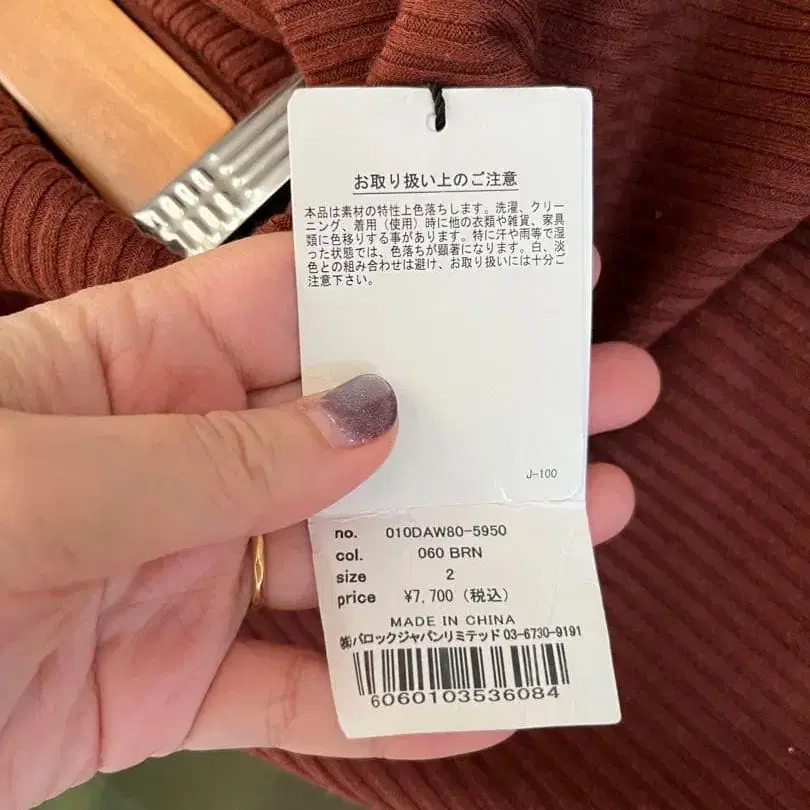 お取り扱い上のご注意
本品は素材の特性上色落ちします。洗濯、クリー
ニング、着用（使用）時に他の衣類や雑貨、家具
類に色移りする事があります。特に汗や雨等で湿
った状態では、色落ちが顕著になります。白、淡
色との組み合わせは避け、お取り扱いには十分ご
注意下さい。
J-100
no. 010DAW80-5950
col. 060 BRN
size 2
price ¥7,700（税込）
MADE IN CHINA
㈱バロックジャパンリミテッド 03-6730-9191
6060103536084